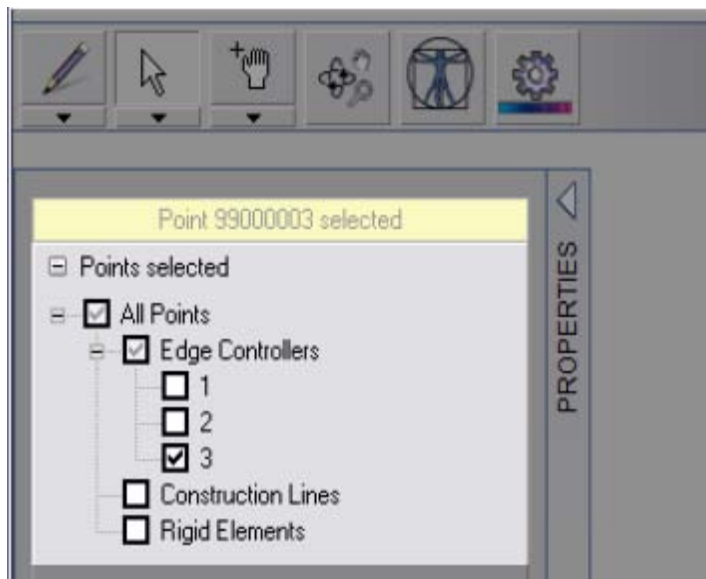 Point 99000003 selected
Points selected
All Points
Edge Controllers
1
2
3
Construction Lines
Rigid Elements
PROPERTIES